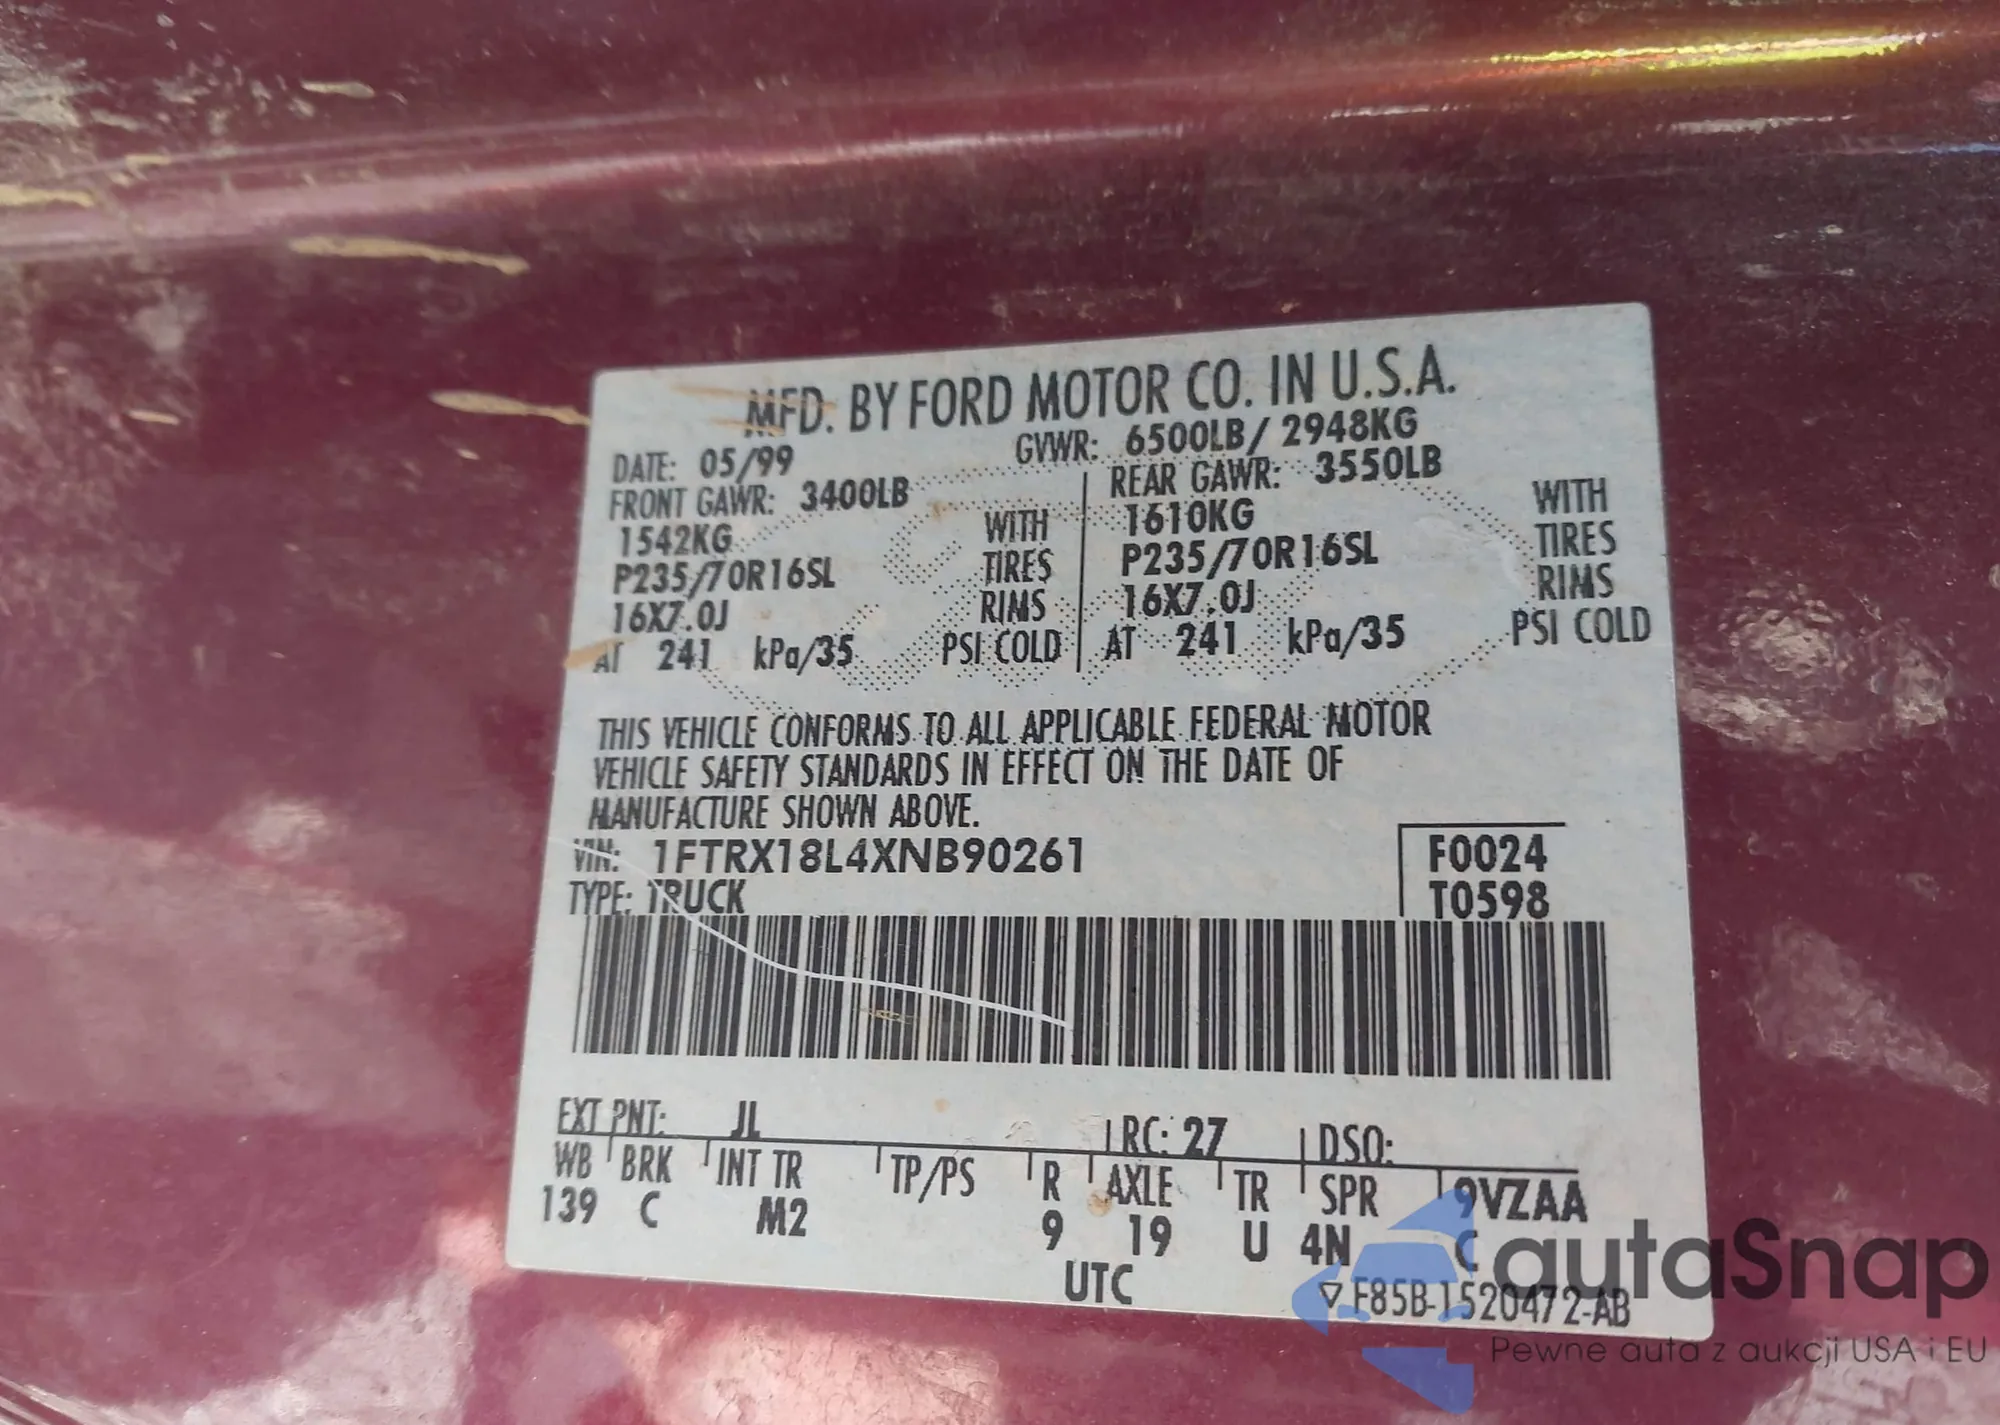 MFD. BY FORD MOTOR CO. IN U.S.A.
DATE: 05/99 GVWR: 6500LB/ 2948KG
FRONT GAWR: 3400LB REAR GAWR: 3550LB
1542KG WITH 1610KG WITH
P235/70R16SL TIRES P235/70R16SL TIRES
16X7.0J RIMS 16X7.0J RIMS
AT 241 kPa/35 PSI COLD AT 241 kPa/35 PSI COLD
THIS VEHICLE CONFORMS TO ALL APPLICABLE FEDERAL MOTOR
VEHICLE SAFETY STANDARDS IN EFFECT ON THE DATE OF
MANUFACTURE SHOWN ABOVE.
VIN: 1FTRX18L4XNB90261 F0024
TYPE: TRUCK T0598
EXT PNT: JL RC: 27 DSO:
WB BRK INT TR TP/PS R AXLE TR SPR 9VZAA
139 C M2 9 19 U 4N C
UTC
▽ F85B-1520472-AB
autaSnap
Pewne auta z aukcji USA i EU